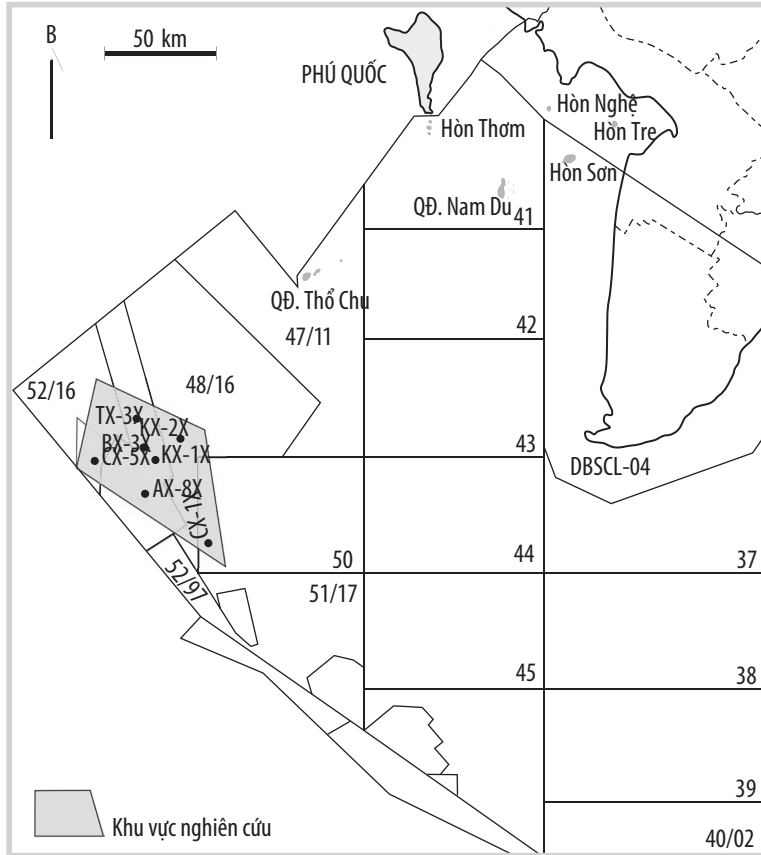 B
50 km
PHÚ QUỐC
Hòn Thơm
Hòn Nghệ
Hòn Tre
Hòn Sơn
QĐ. Nam Du
41
QĐ. Thổ Chu
47/11
42
52/16
48/16
TX-3X
KX-2X
BX-3X
CX-5X
KX-1X
43
AX-8X
CX-1X
DBSCL-04
50
44
37
52/97
51/17
45
38
39
Khu vực nghiên cứu
40/02